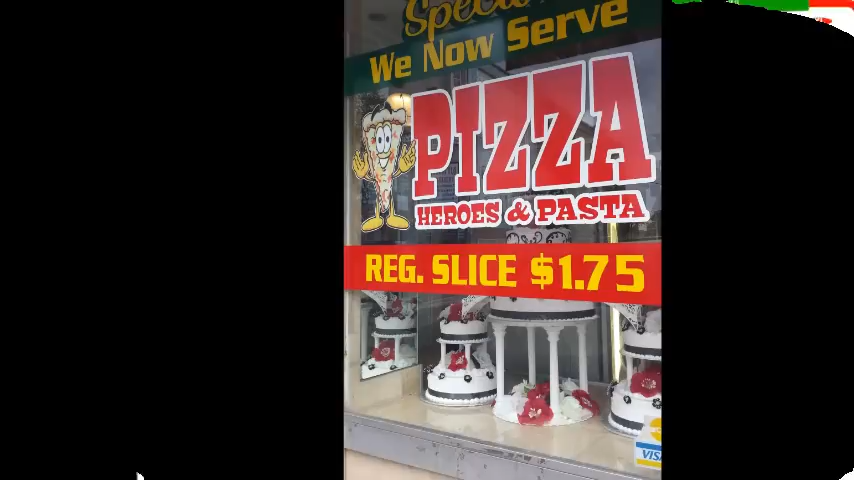 We Now Serve
PIZZA
HEROES & PASTA
REG. SLICE $1.75
VISA